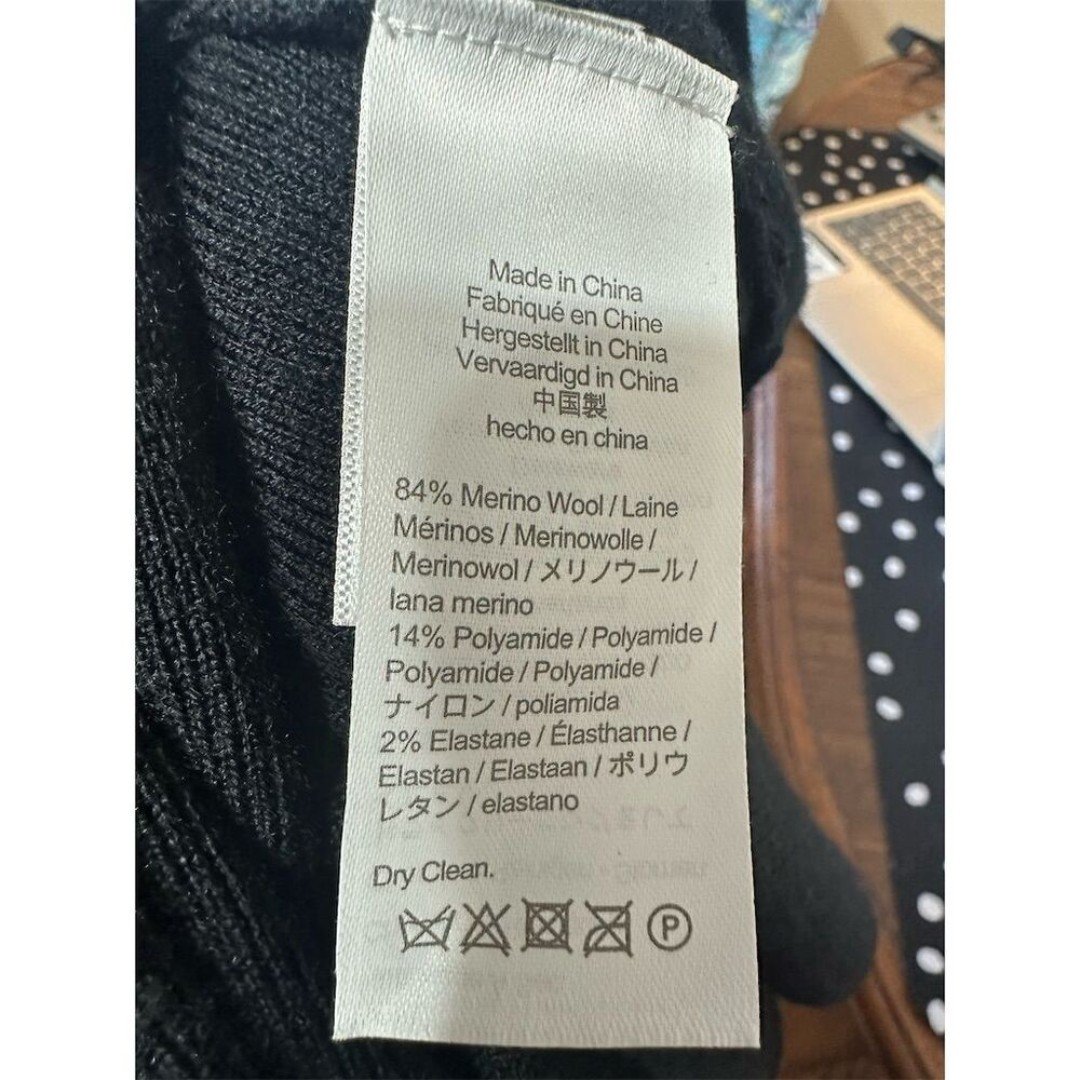 Made in China
Fabriqué en Chine
Hergestellt in China
Vervaardigd in China
中国製
hecho en china
84% Merino Wool / Laine
Mérinos / Merinowolle /
Merinowol / メリノウール /
lana merino
14% Polyamide / Polyamide /
Polyamide / Polyamide /
ナイロン / poliamida
2% Elastane / Élasthanne /
Elastan / Elastaan / ポリウ
レタン / elastano
Dry Clean.
P